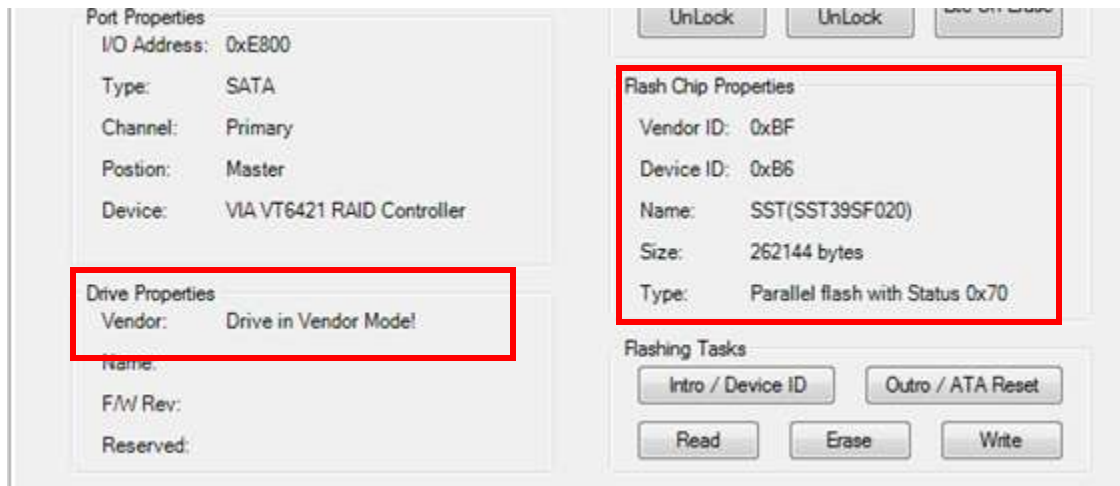 Port Properties
I/O Address: 0xE800
Type: SATA
Channel: Primary
Postion: Master
Device: VIA VT6421 RAID Controller
Drive Properties
Vendor: Drive in Vendor Mode!
Name:
F/W Rev:
Reserved:
UnLock
UnLock
Erase
Flash Chip Properties
Vendor ID: 0xBF
Device ID: 0xB6
Name: SST(SST39SF020)
Size: 262144 bytes
Type: Parallel flash with Status 0x70
Flashing Tasks
Intro / Device ID
Outro / ATA Reset
Read
Erase
Write